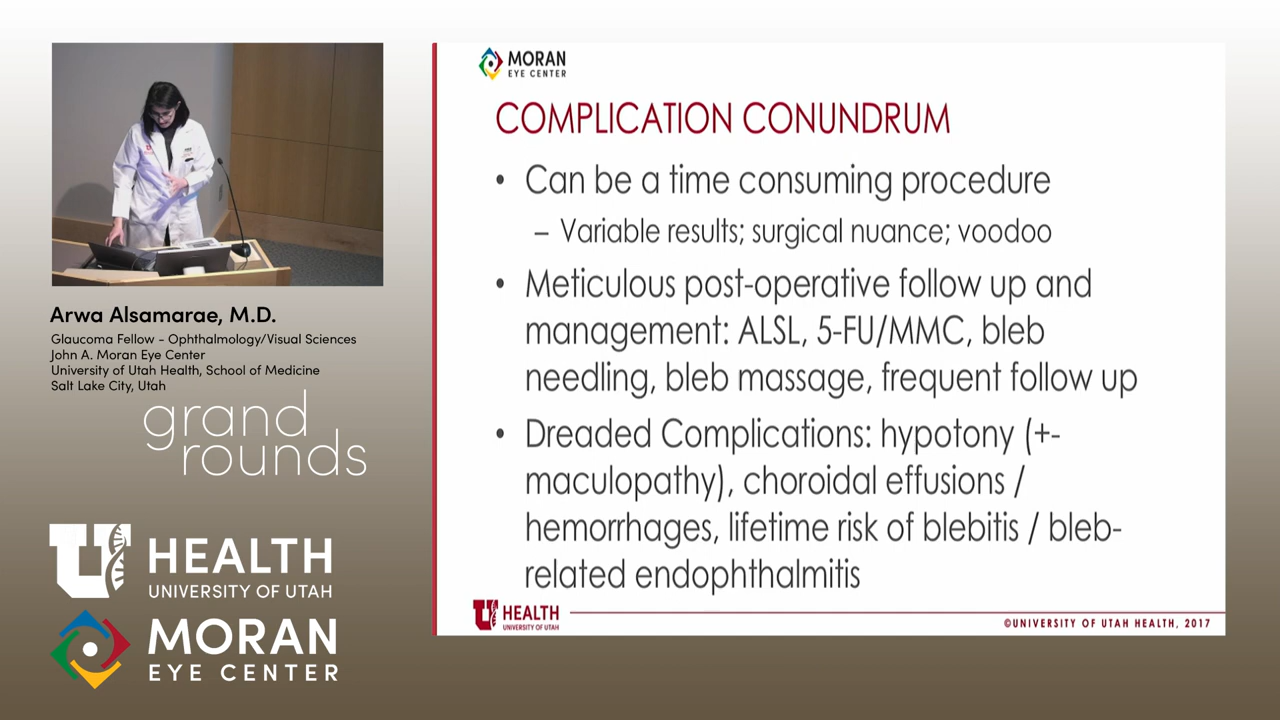 Arwa Alsamarae, M.D.
Glaucoma Fellow - Ophthalmology/Visual Sciences
John A. Moran Eye Center
University of Utah Health, School of Medicine
Salt Lake City, Utah
grand
rounds
U HEALTH
UNIVERSITY OF UTAH
MORAN
EYE CENTER
MORAN
EYE CENTER
COMPLICATION CONUNDRUM
• Can be a time consuming procedure
– Variable results; surgical nuance; voodoo
• Meticulous post-operative follow up and
management: ALSL, 5-FU/MMC, bleb
needling, bleb massage, frequent follow up
• Dreaded Complications: hypotony (+-
maculopathy), choroidal effusions /
hemorrhages, lifetime risk of blebitis / bleb-
related endophthalmitis
U HEALTH
UNIVERSITY OF UTAH
©UNIVERSITY OF UTAH HEALTH, 2017